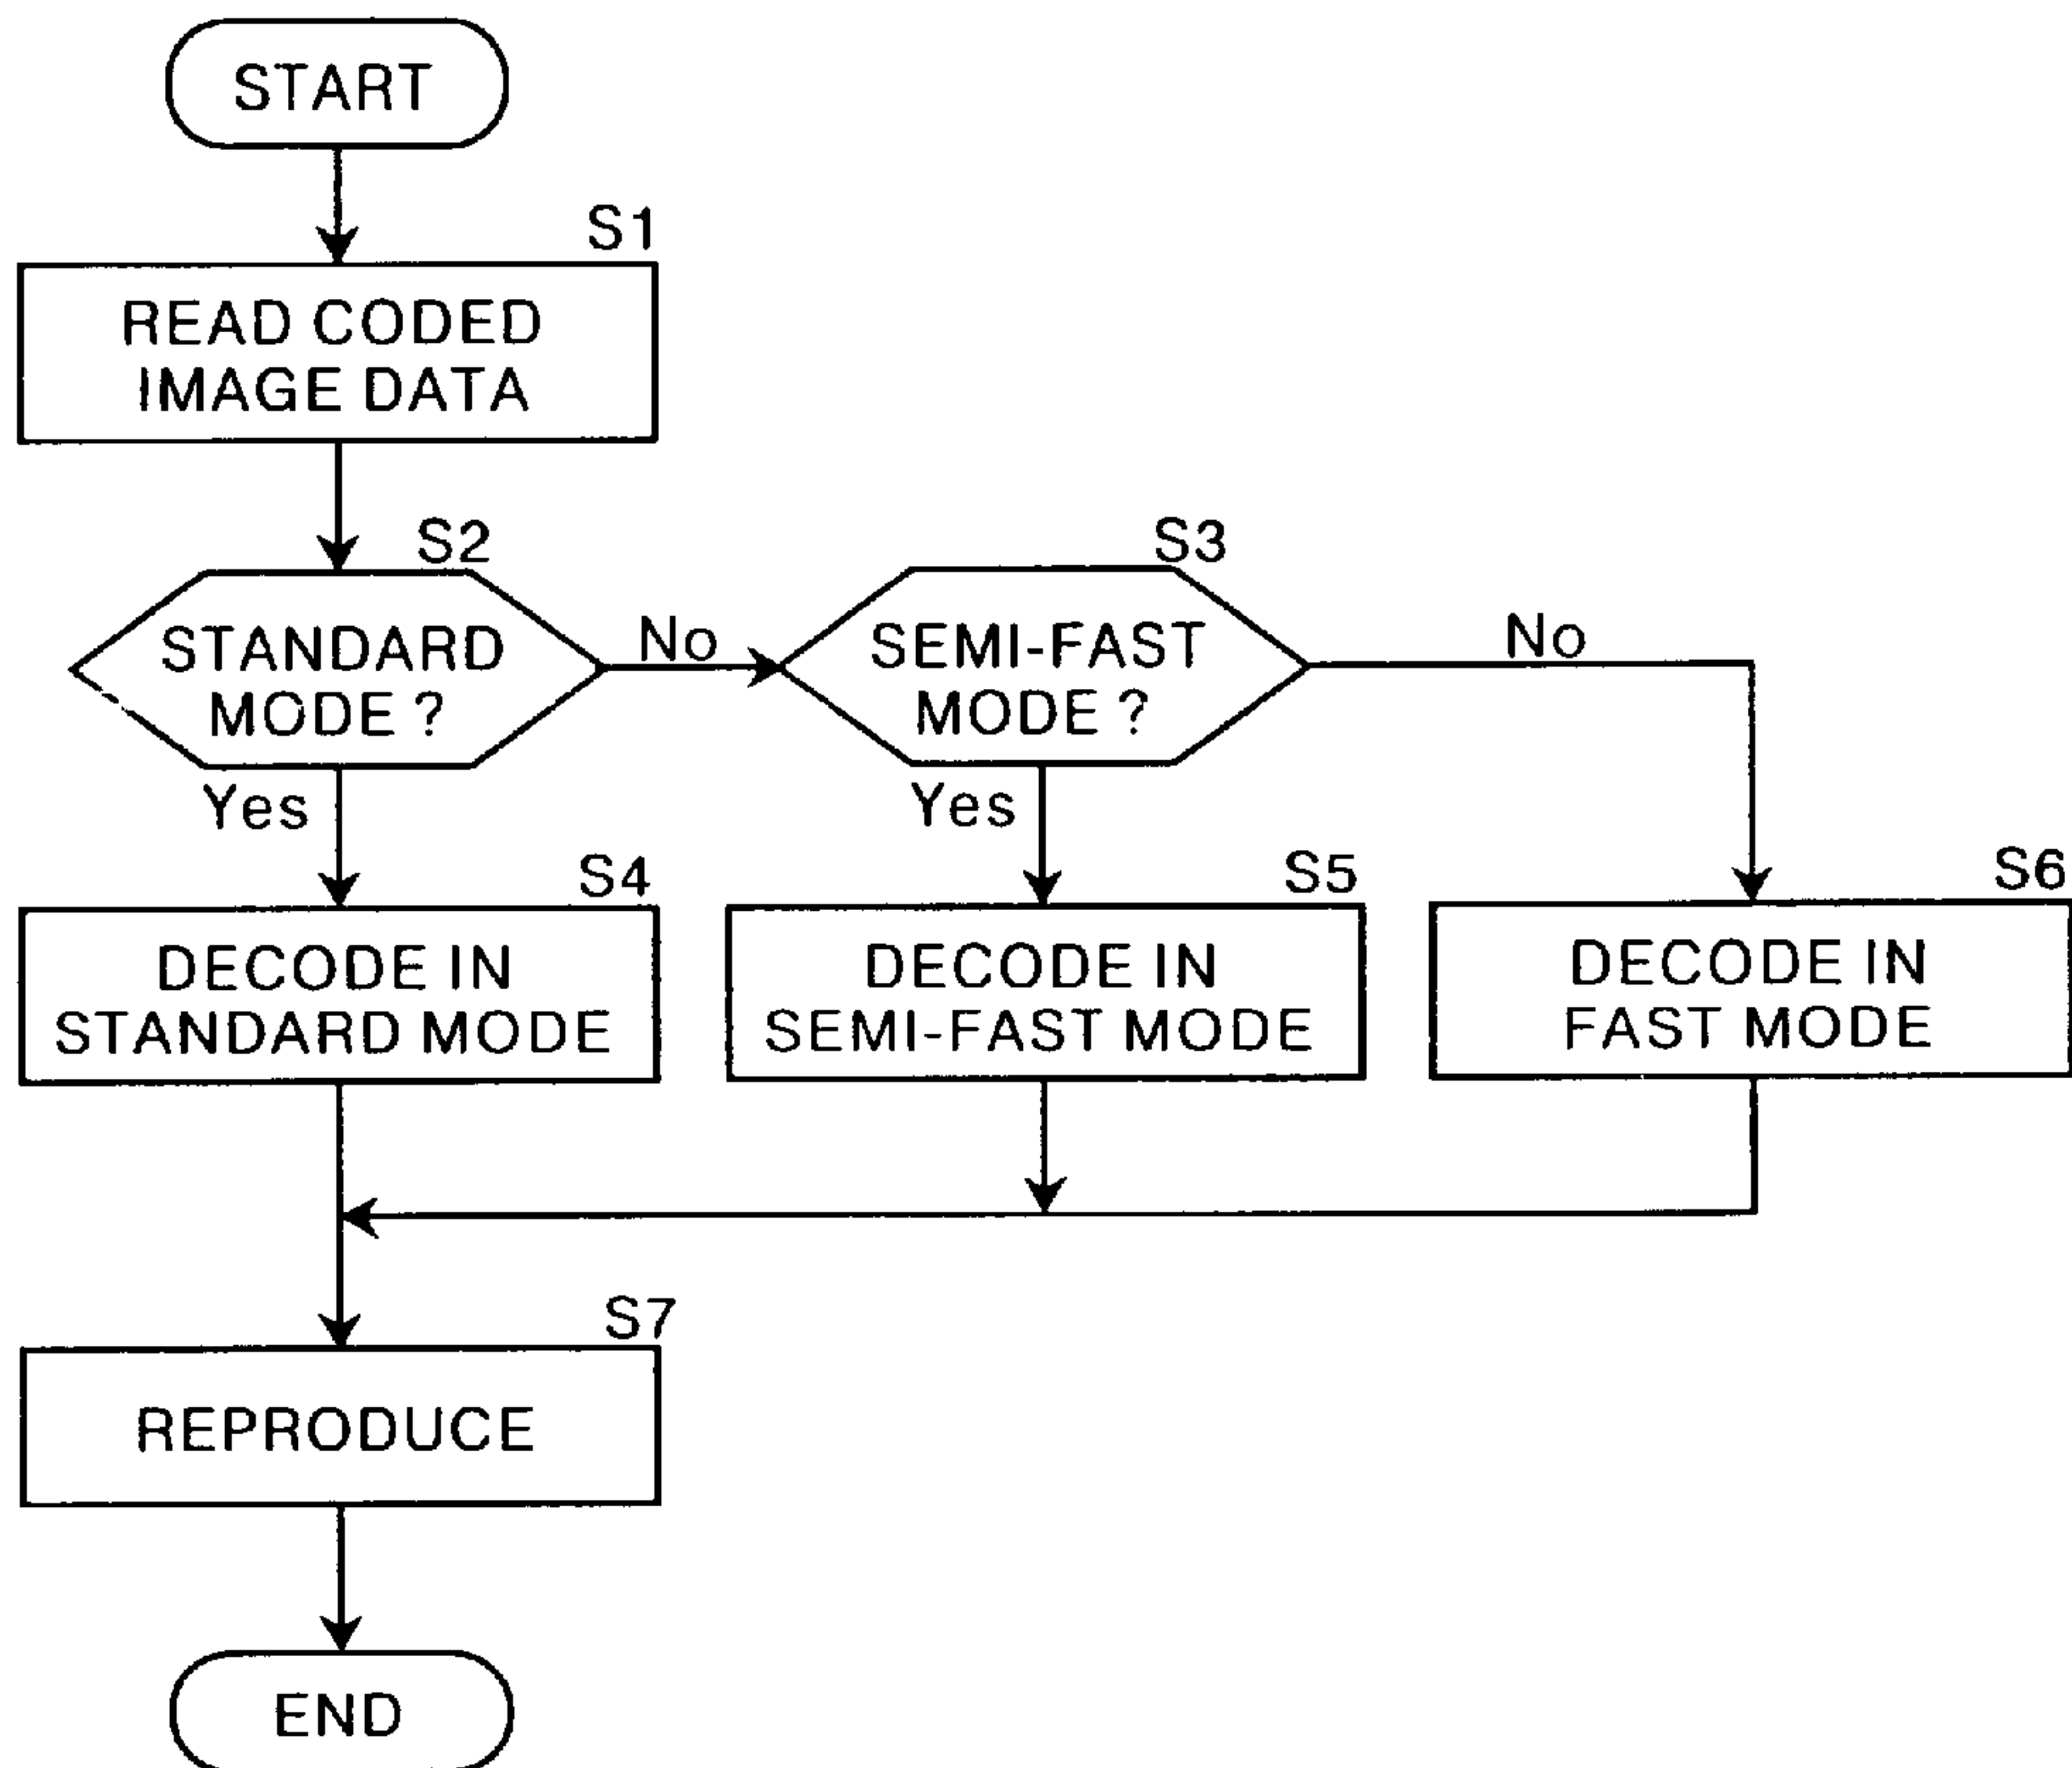 START
S1
READ CODED
IMAGE DATA
S2
STANDARD
MODE ?
No
S3
SEMI-FAST
MODE ?
No
Yes
Yes
S4
DECODE IN
STANDARD MODE
S5
DECODE IN
SEMI-FAST MODE
S6
DECODE IN
FAST MODE
S7
REPRODUCE
END